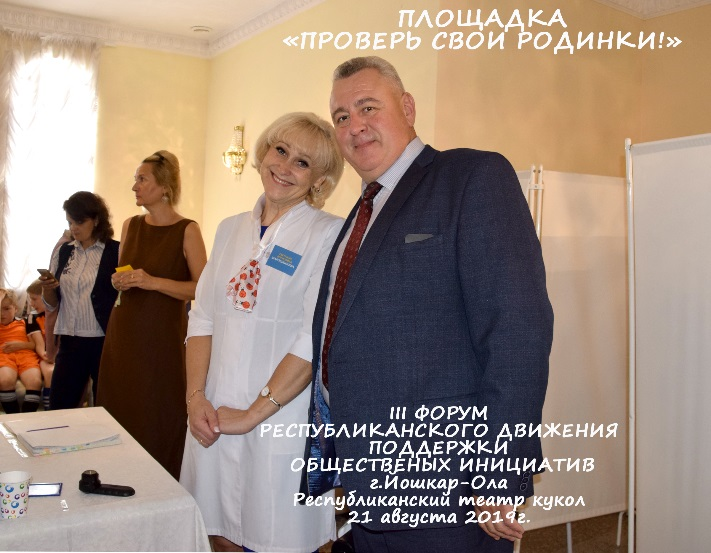 ПЛОЩАДКА
«ПРОВЕРЬ СВОИ РОДИНКИ!»
III ФОРУМ
РЕСПУБЛИКАНСКОГО ДВИЖЕНИЯ
ПОДДЕРЖКИ
ОБЩЕСТВЕНЫХ ИНИЦИАТИВ
г.Йошкар-Ола
Республиканский театр кукол
21 августа 2019г.